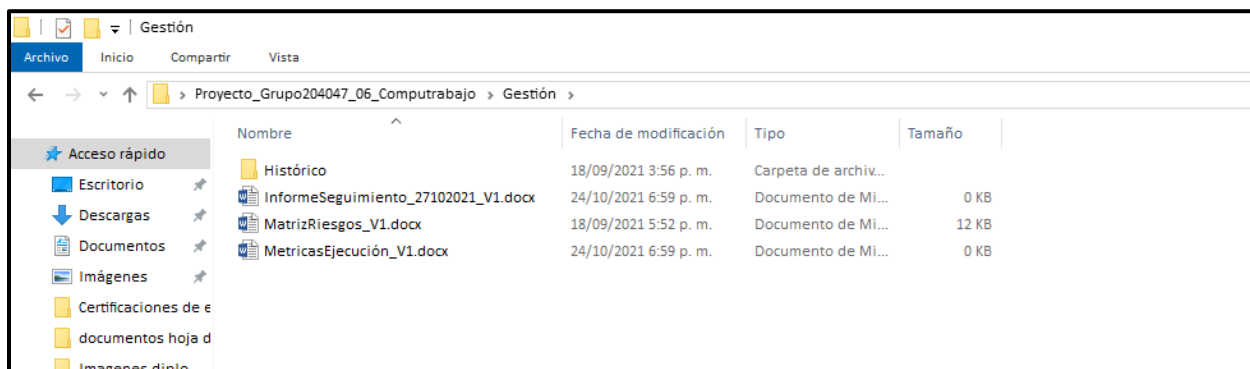 Gestión
Archivo Inicio Compartir Vista
Proyecto_Grupo204047_06_Computrabajo > Gestión >
Nombre Fecha de modificación Tipo Tamaño
Acceso rápido
Histórico 18/09/2021 3:56 p. m. Carpeta de archiv...
Escritorio
InformeSeguimiento_27102021_V1.docx 24/10/2021 6:59 p. m. Documento de Mi... 0 KB
Descargas
MatrizRiesgos_V1.docx 18/09/2021 5:52 p. m. Documento de Mi... 12 KB
Documentos
MetricasEjecución_V1.docx 24/10/2021 6:59 p. m. Documento de Mi... 0 KB
Imágenes
Certificaciones de e
documentos hoja d
Imagenes diplo